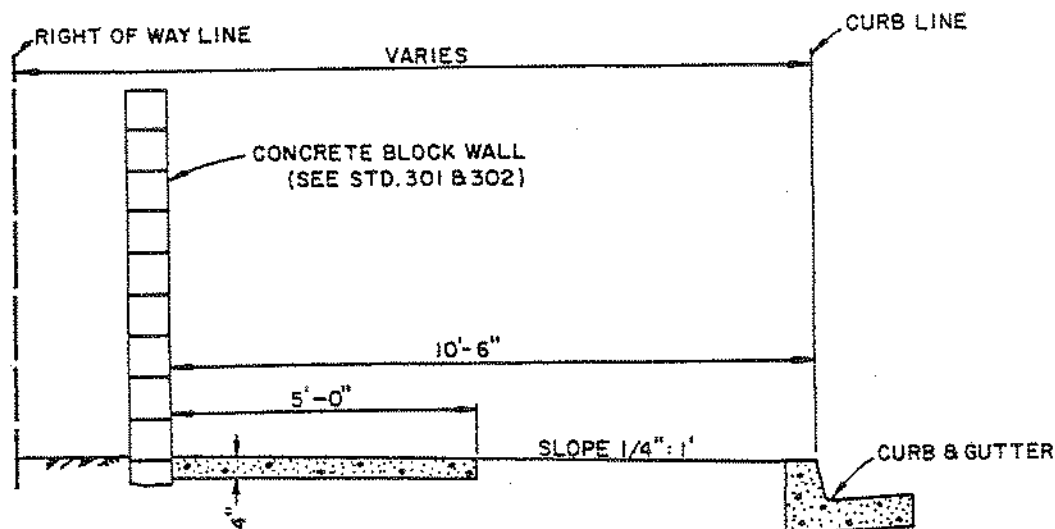 RIGHT OF WAY LINE
CURB LINE
VARIES
CONCRETE BLOCK WALL
(SEE STD. 301 & 302)
10'-6"
5'-0"
SLOPE 1/4" : 1'
CURB & GUTTER
4"